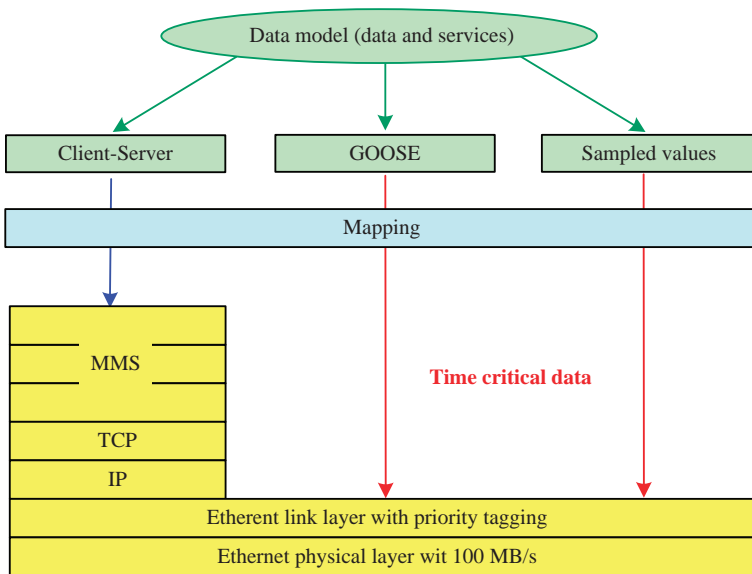 Data model (data and services)
Client-Server
GOOSE
Sampled values
Mapping
MMS
Time critical data
TCP
IP
Etherent link layer with priority tagging
Ethernet physical layer wit 100 MB/s